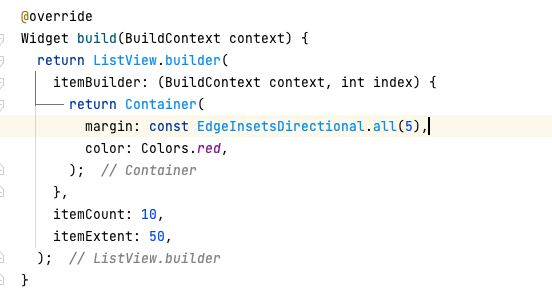 @override
Widget build(BuildContext context) {
  return ListView.builder(
    itemBuilder: (BuildContext context, int index) {
      return Container(
        margin: const EdgeInsetsDirectional.all(5),
        color: Colors.red,
      );  // Container
    },
    itemCount: 10,
    itemExtent: 50,
  );  // ListView.builder
}